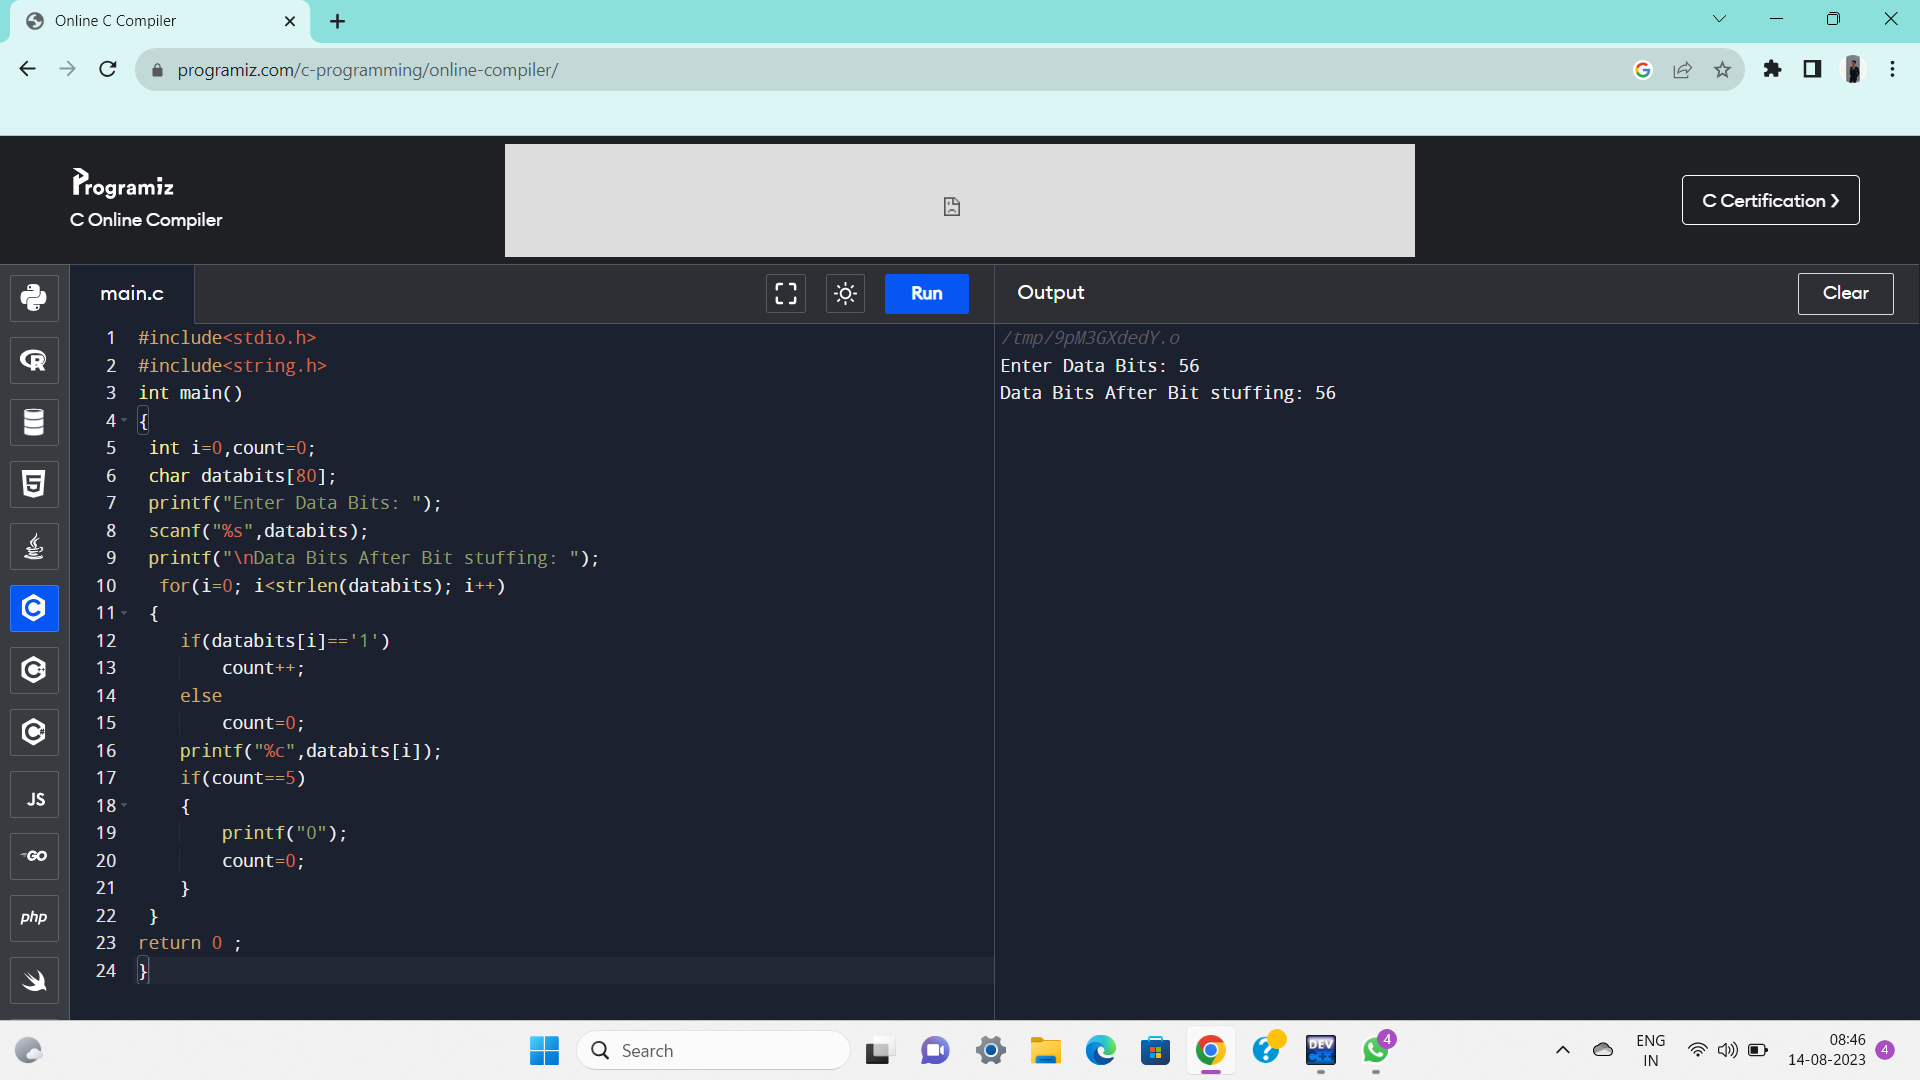 Online C Compiler
programiz.com/c-programming/online-compiler/
Programiz
C Online Compiler
C Certification ❯
main.c
Run
Output
Clear
1 #include<stdio.h>
2 #include<string.h>
3 int main()
4 {
5 int i=0,count=0;
6 char databits[80];
7 printf("Enter Data Bits: ");
8 scanf("%s",databits);
9 printf("\nData Bits After Bit stuffing: ");
10 for(i=0; i<strlen(databits); i++)
11 {
12 if(databits[i]=='1')
13 count++;
14 else
15 count=0;
16 printf("%c",databits[i]);
17 if(count==5)
18 {
19 printf("0");
20 count=0;
21 }
22 }
23 return 0 ;
24 }
/tmp/9pM3GXdedY.o
Enter Data Bits: 56
Data Bits After Bit stuffing: 56
JS
GO
php
Search
DEV
4
ENG
IN
08:46
14-08-2023
4